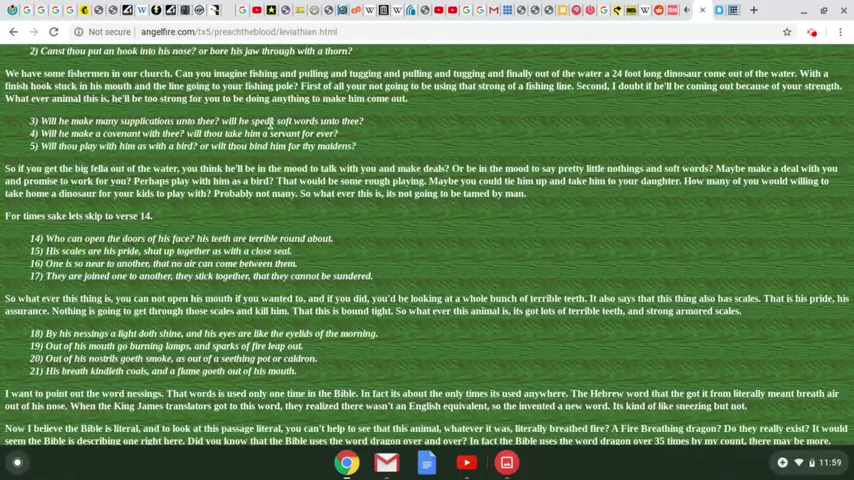 angelfire.com/tx5/preachtheblood/leviathian.html
2) Canst thou put an hook into his nose? or bore his jaw through with a thorn?
We have some fishermen in our church. Can you imagine fishing and pulling and tugging and pulling and tugging and finally out of the water a 24 foot long dinosaur come out of the water. With a
finish hook stuck in his mouth and the line going to your fishing pole? First of all your not going to be using that strong of a fishing line. Second, I doubt if he'll be coming out because of your strength.
What ever animal this is, he'll be too strong for you to be doing anything to make him come out.
3) Will he make many supplications unto thee? will he speak soft words unto thee?
4) Will he make a covenant with thee? will thou take him a servant for ever?
5) Will thou play with him as with a bird? or wilt thou bind him for thy maidens?
So if you get the big fella out of the water, you think he'll be in the mood to talk with you and make deals? Or be in the mood to say pretty little nothings and soft words? Maybe make a deal with you
and promise to work for you? Perhaps play with him as a bird? That would be some rough playing. Maybe you could tie him up and take him to your daughter. How many of you would willing to
take home a dinosaur for your kids to play with? Probably not many. So what ever this is, its not going to be tamed by man.
For times sake lets skip to verse 14.
14) Who can open the doors of his face? his teeth are terrible round about.
15) His scales are his pride, shut up together as with a close seal.
16) One is so near to another, that no air can come between them.
17) They are joined one to another, they stick together, that they cannot be sundered.
So what ever this thing is, you can not open his mouth if you wanted to, and if you did, you'd be looking at a whole bunch of terrible teeth. It also says that this thing also has scales. That is his pride, his
assurance. Nothing is going to get through those scales and kill him. That this is bound tight. So what ever this animal is, its got lots of terrible teeth, and strong armored scales.
18) By his nessings a light doth shine, and his eyes are like the eyelids of the morning.
19) Out of his mouth go burning lamps, and sparks of fire leap out.
20) Out of his nostrils goeth smoke, as out of a seething pot or caldron.
21) His breath kindleth coals, and a flame goeth out of his mouth.
I want to point out the word nessings. That words is used only one time in the Bible. In fact its about the only times its used anywhere. The Hebrew word that the got it from literally meant breath air
out of his nose. When the King James translators got to this word, they realized there wasn't an English equivalent, so the invented a new word. Its kind of like sneezing but not.
Now I believe the Bible is literal, and to look at this passage literal, you can't help to see that this animal, whatever it was, literally breathed fire? A Fire Breathing dragon? Do they really exist? It would
seem the Bible is describing one right here. Did you know that the Bible uses the word dragon over and over? In fact the Bible uses the word dragon over 35 times by my count, there may be more.
11:59